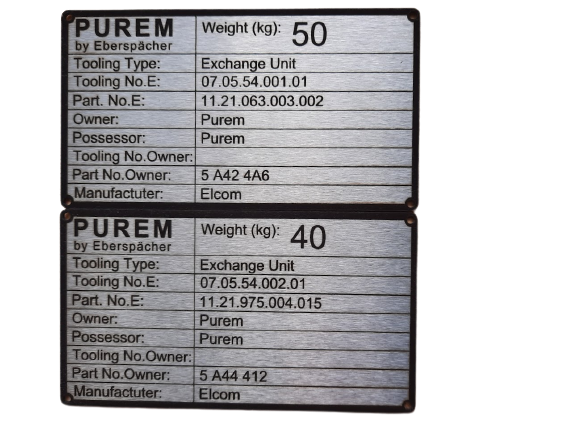 PUREM
by Eberspächer
Weight (kg): 50
Tooling Type: Exchange Unit
Tooling No.E: 07.05.54.001.01
Part. No.E: 11.21.063.003.002
Owner: Purem
Possessor: Purem
Tooling No.Owner:
Part No.Owner: 5 A42 4A6
Manufactuter: Elcom
PUREM
by Eberspächer
Weight (kg): 40
Tooling Type: Exchange Unit
Tooling No.E: 07.05.54.002.01
Part. No.E: 11.21.975.004.015
Owner: Purem
Possessor: Purem
Tooling No.Owner:
Part No.Owner: 5 A44 412
Manufactuter: Elcom